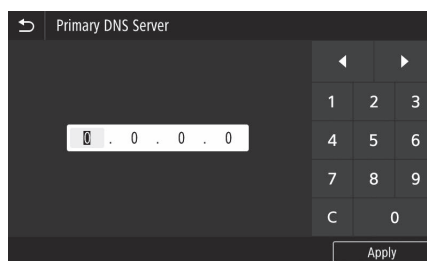 Primary DNS Server
1 2 3
0 . 0 . 0 . 0
4 5 6
7 8 9
C 0
Apply